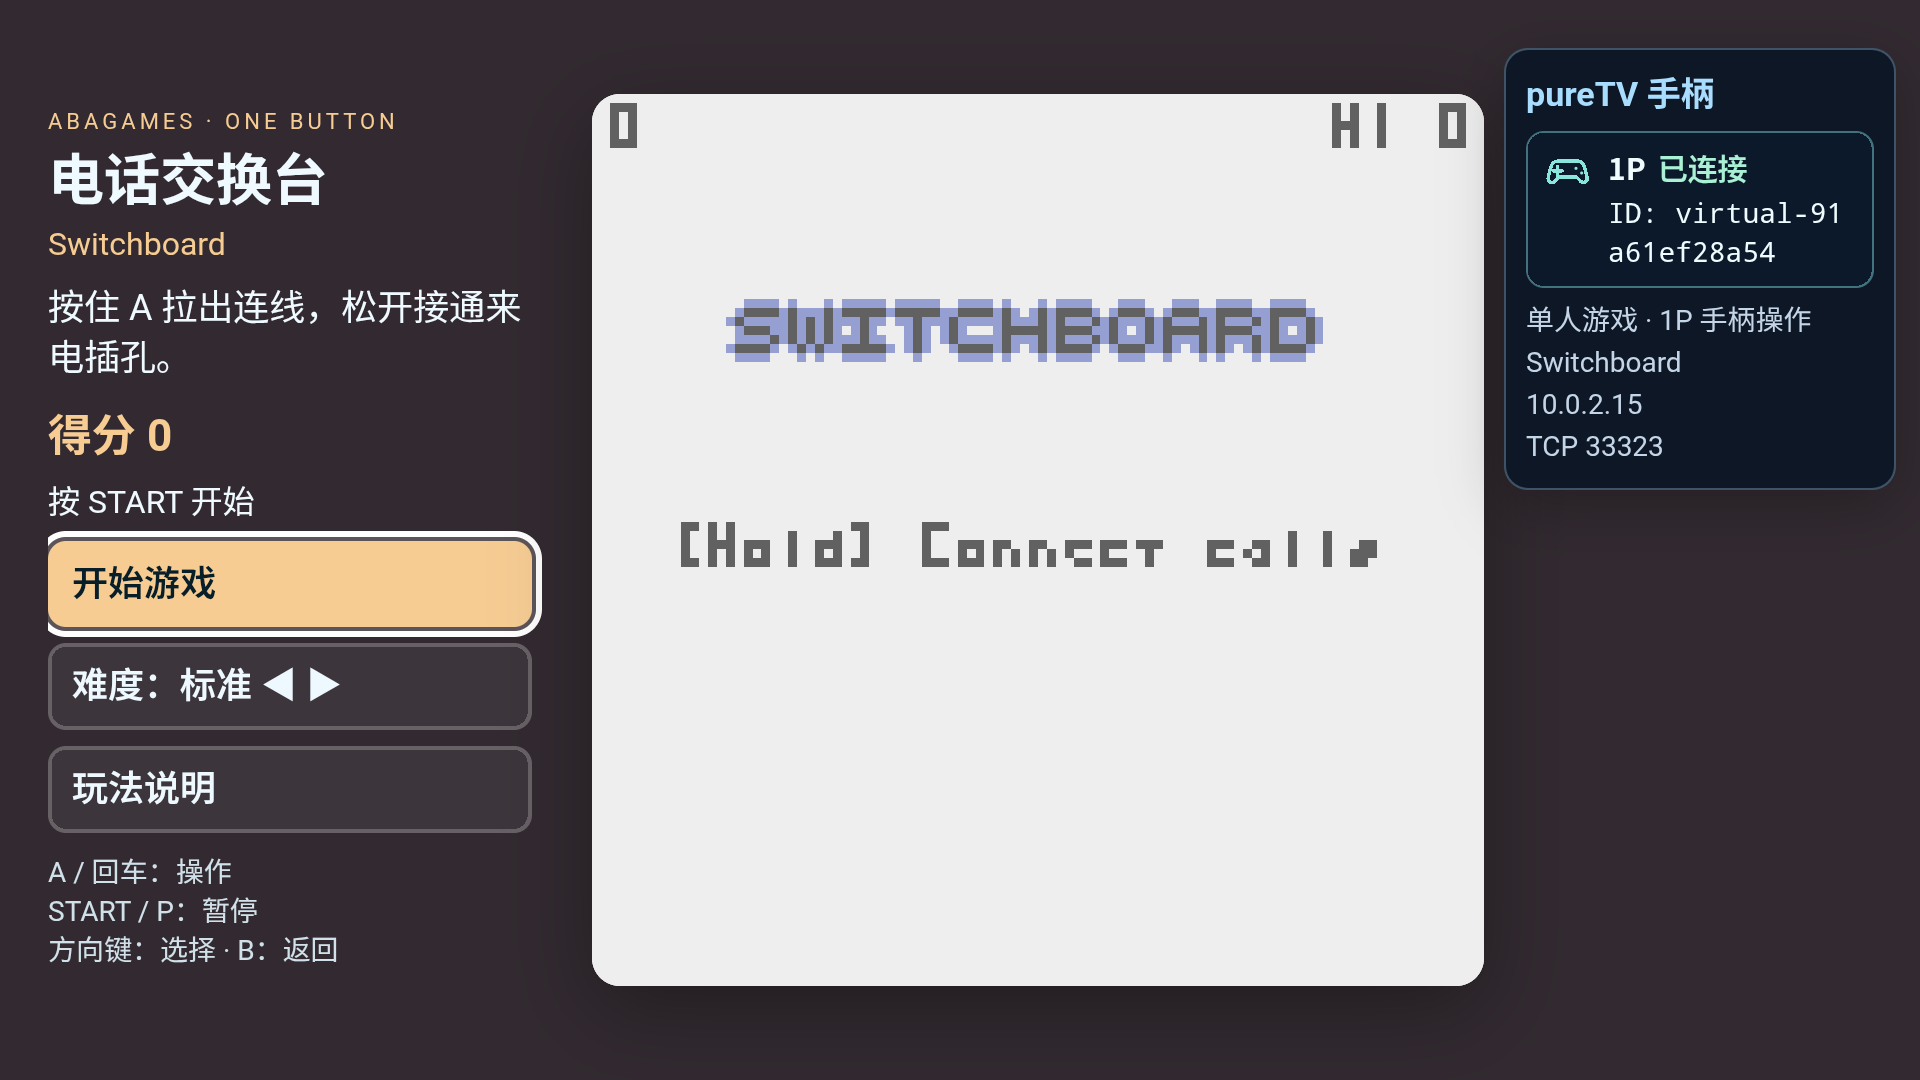 ABAGAMES · ONE BUTTON
电话交换台
Switchboard
按住 A 拉出连线，松开接通来
电插孔。
得分 0
按 START 开始
开始游戏
难度：标准 ◀ ▶
玩法说明
A / 回车：操作
START / P：暂停
方向键：选择 · B：返回
0 HI 0
SWITCHBOARD
[Hold] Connect calls
pureTV 手柄
1P 已连接
ID: virtual-91
a61ef28a54
单人游戏 · 1P 手柄操作
Switchboard
10.0.2.15
TCP 33323